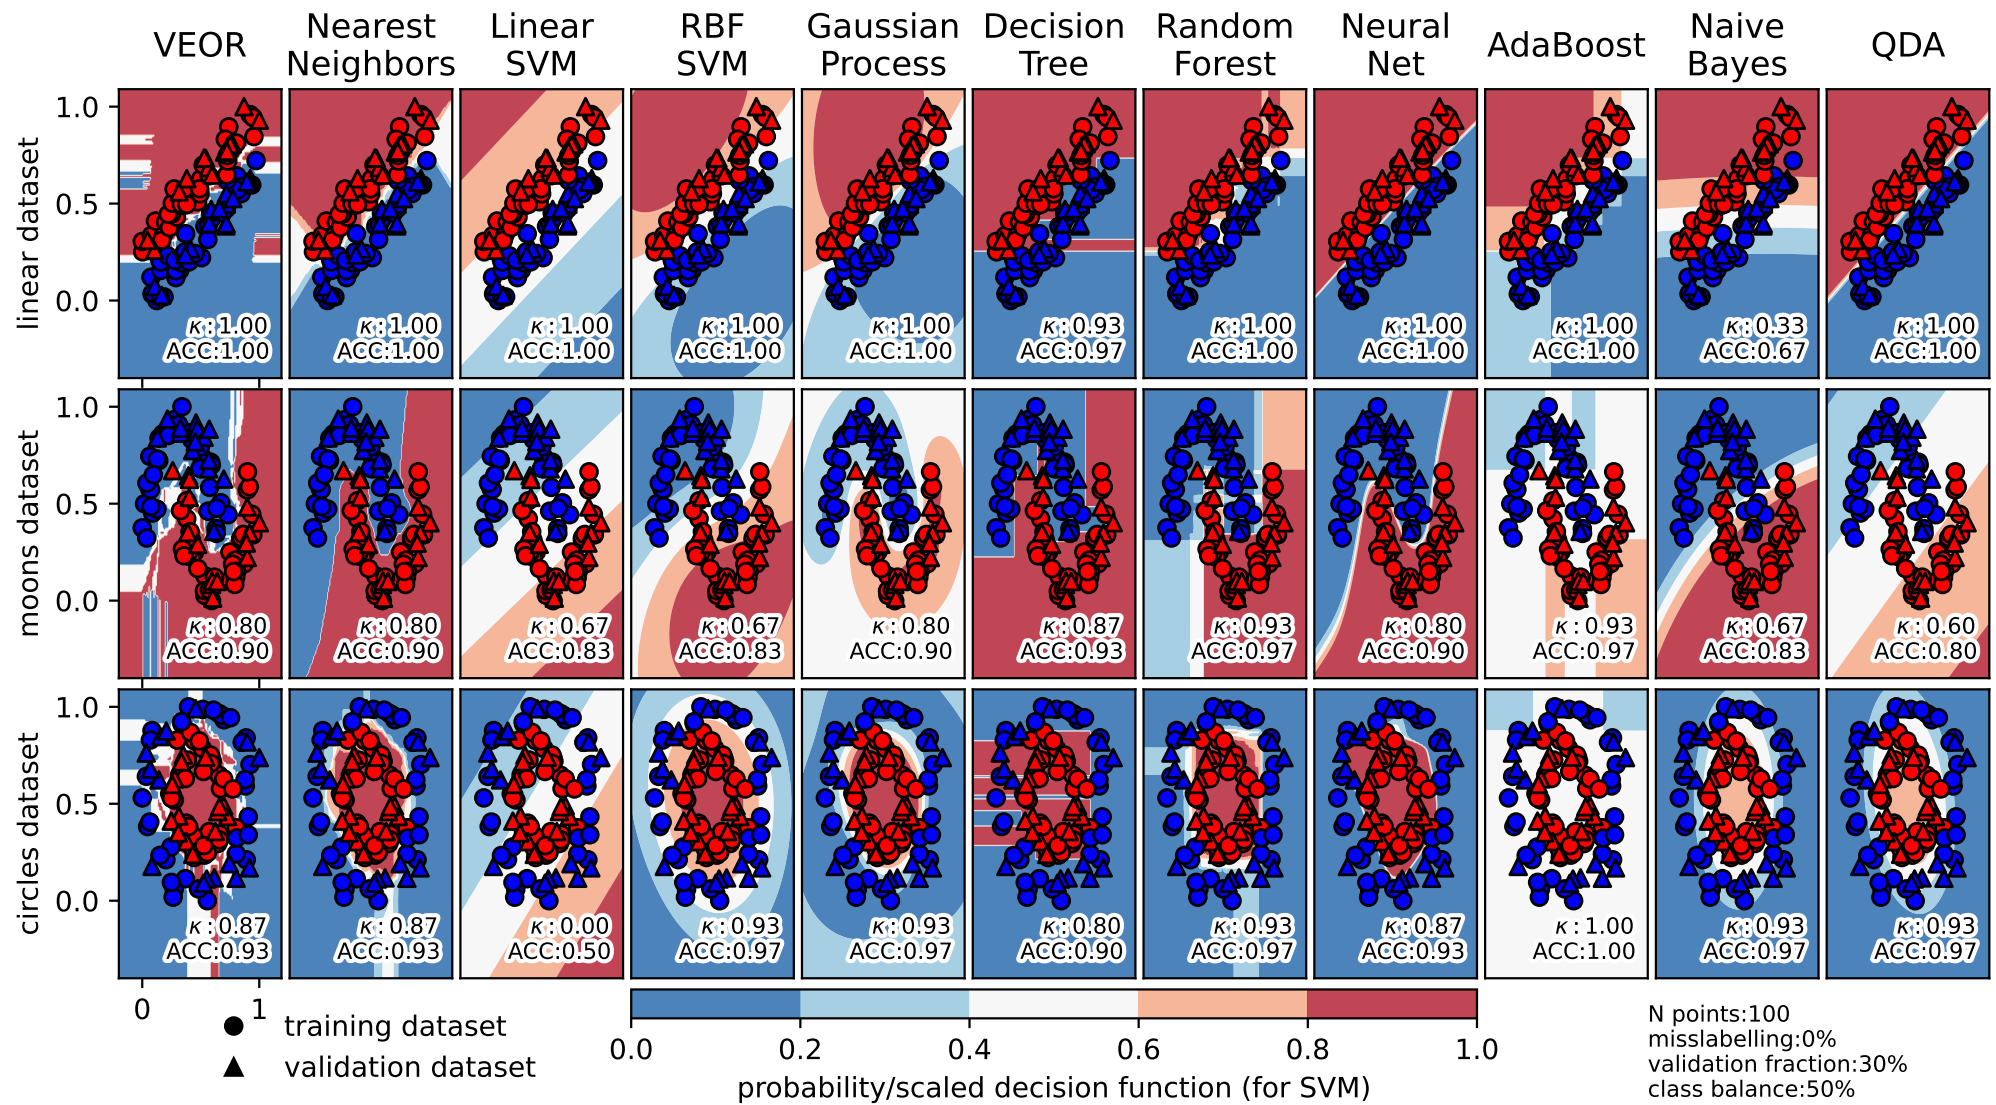 VEOR
Nearest
Neighbors
Linear
SVM
RBF
SVM
Gaussian
Process
Decision
Tree
Random
Forest
Neural
Net
AdaBoost
Naive
Bayes
QDA
linear dataset
1.0
0.5
0.0
κ:1.00
ACC:1.00
κ:1.00
ACC:1.00
κ:1.00
ACC:1.00
κ:1.00
ACC:1.00
κ:1.00
ACC:1.00
κ:0.93
ACC:0.97
κ:1.00
ACC:1.00
κ:1.00
ACC:1.00
κ:1.00
ACC:1.00
κ:0.33
ACC:0.67
κ:1.00
ACC:1.00
moons dataset
1.0
0.5
0.0
κ:0.80
ACC:0.90
κ:0.80
ACC:0.90
κ:0.67
ACC:0.83
κ:0.67
ACC:0.83
κ:0.80
ACC:0.90
κ:0.87
ACC:0.93
κ:0.93
ACC:0.97
κ:0.80
ACC:0.90
κ:0.93
ACC:0.97
κ:0.67
ACC:0.83
κ:0.60
ACC:0.80
circles dataset
1.0
0.5
0.0
κ:0.87
ACC:0.93
κ:0.87
ACC:0.93
κ:0.00
ACC:0.50
κ:0.93
ACC:0.97
κ:0.93
ACC:0.97
κ:0.80
ACC:0.90
κ:0.93
ACC:0.97
κ:0.87
ACC:0.93
κ:1.00
ACC:1.00
κ:0.93
ACC:0.97
κ:0.93
ACC:0.97
0 1
training dataset
validation dataset
0.0 0.2 0.4 0.6 0.8 1.0
probability/scaled decision function (for SVM)
N points:100
misslabelling:0%
validation fraction:30%
class balance:50%